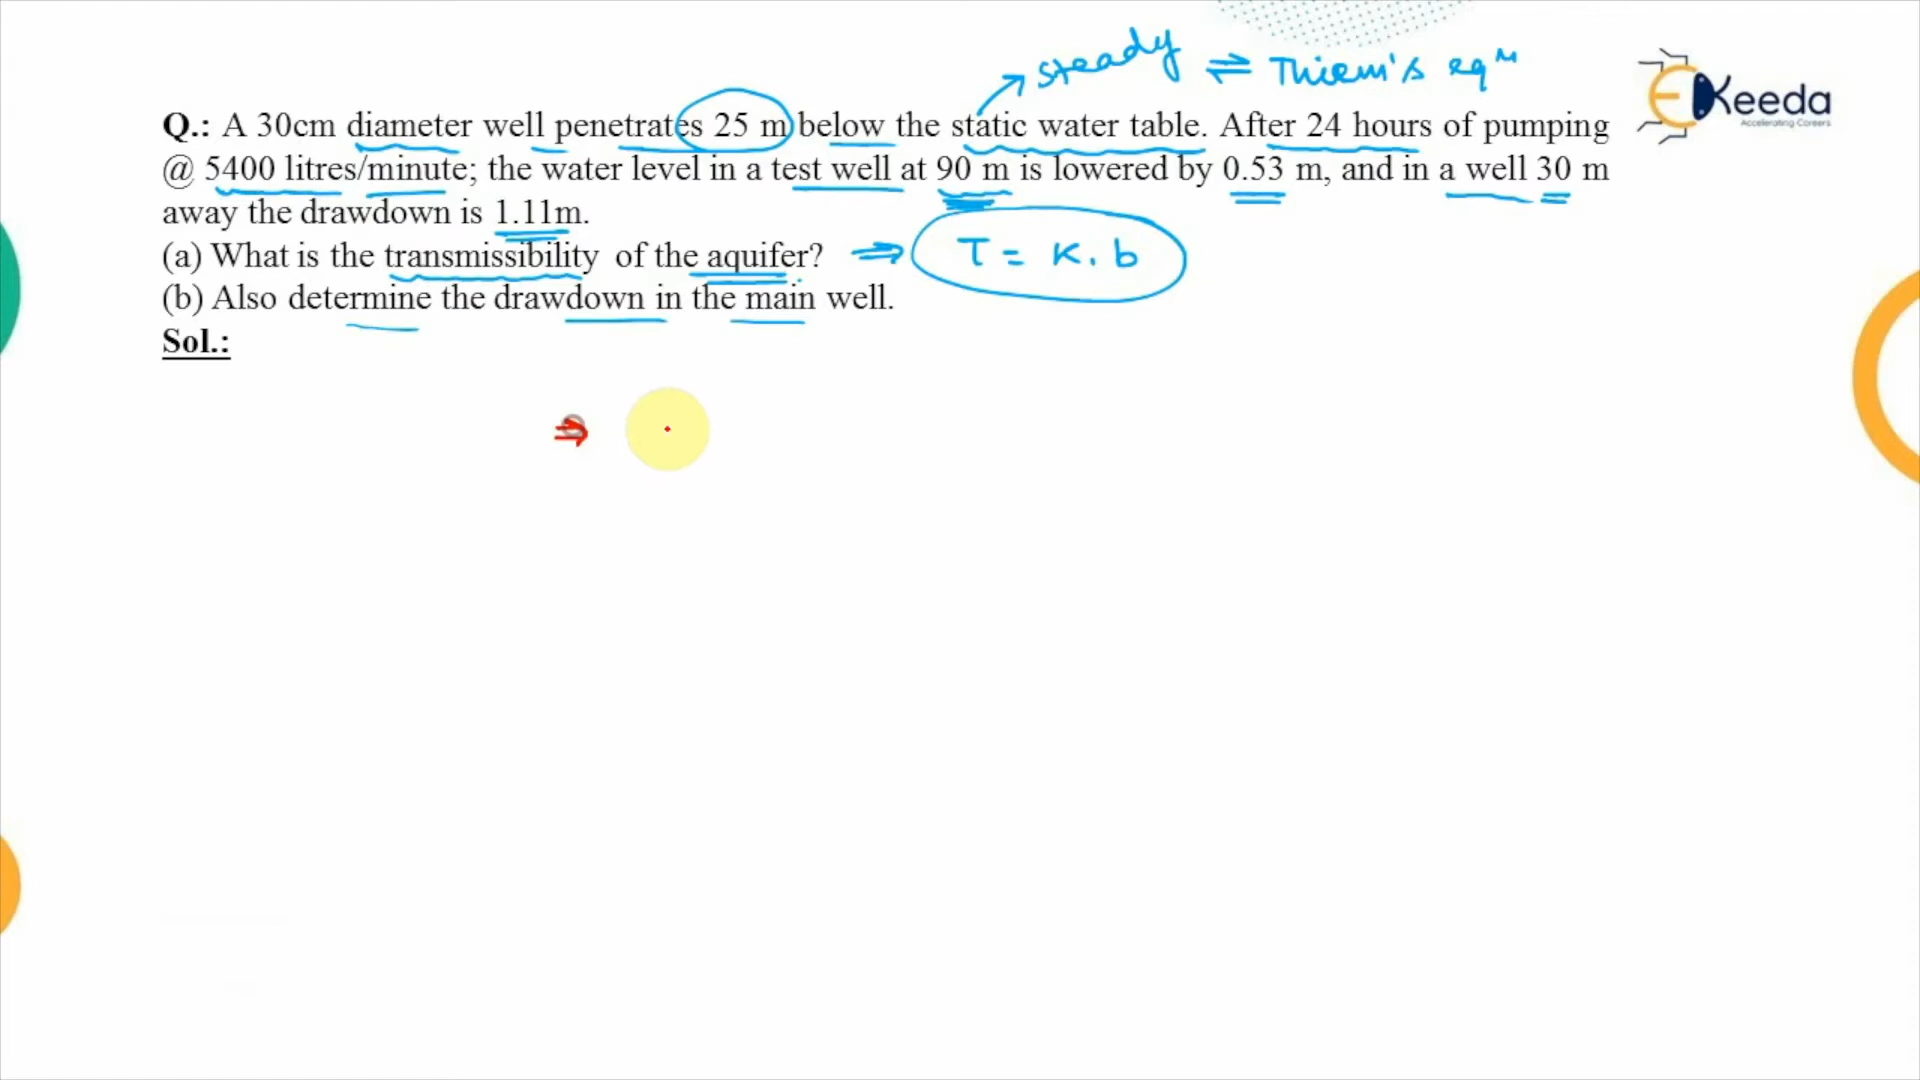 steady ⇌ Thiem's eqⁿ
Keeda
Accelerating Careers
Q.: A 30cm diameter well penetrates 25 m below the static water table. After 24 hours of pumping
@ 5400 litres/minute; the water level in a test well at 90 m is lowered by 0.53 m, and in a well 30 m
away the drawdown is 1.11m.
(a) What is the transmissibility of the aquifer? ⇒ T = K.b
(b) Also determine the drawdown in the main well.
Sol.: